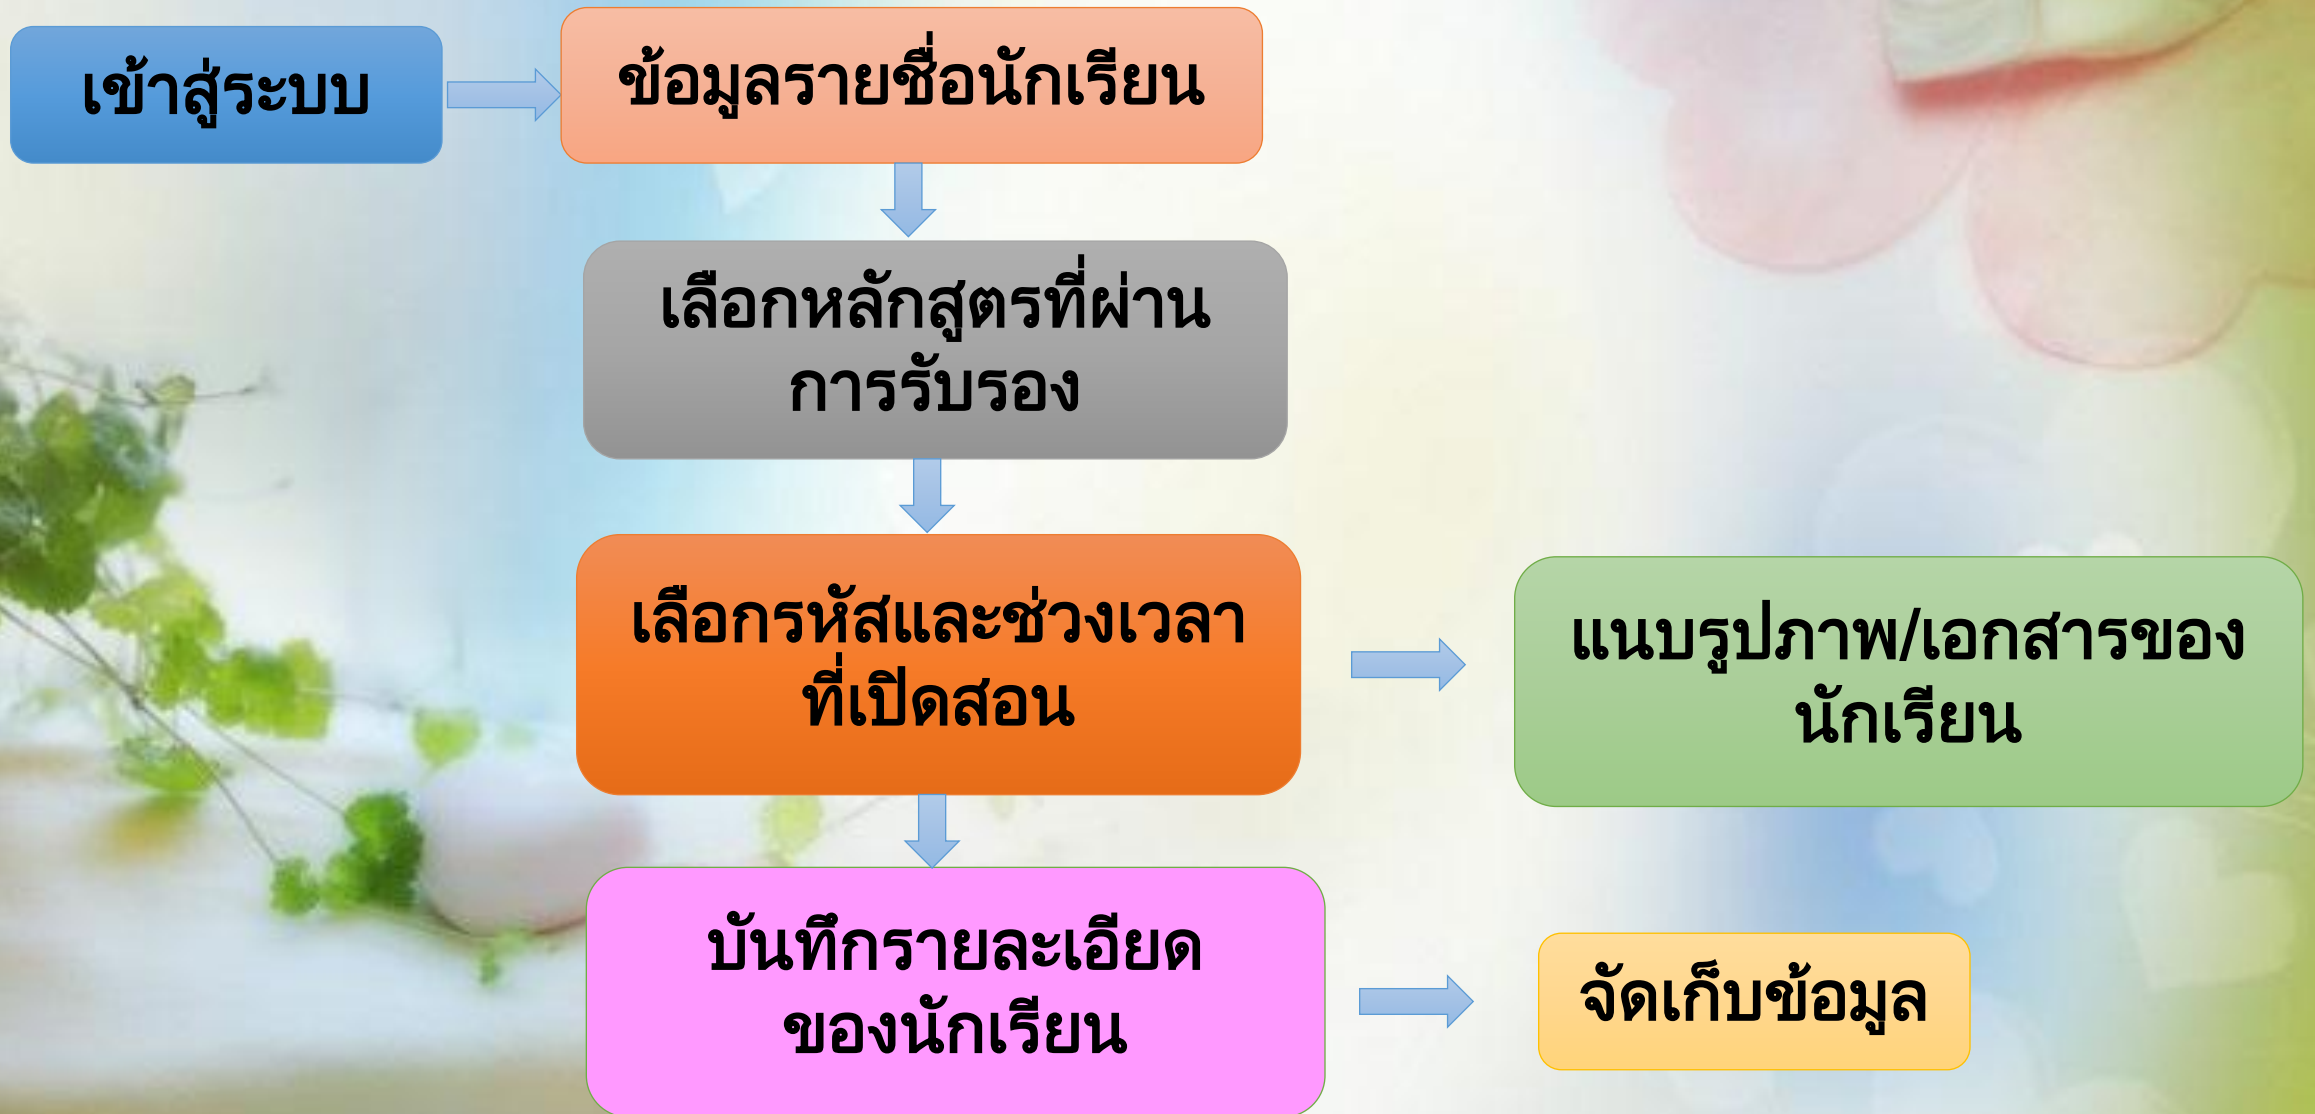 เข้าสู่ระบบ
ข้อมูลรายชื่อนักเรียน
เลือกหลักสูตรที่ผ่าน
การรับรอง
เลือกรหัสและช่วงเวลา
ที่เปิดสอน
แนบรูปภาพ/เอกสารของ
นักเรียน
บันทึกรายละเอียด
ของนักเรียน
จัดเก็บข้อมูล